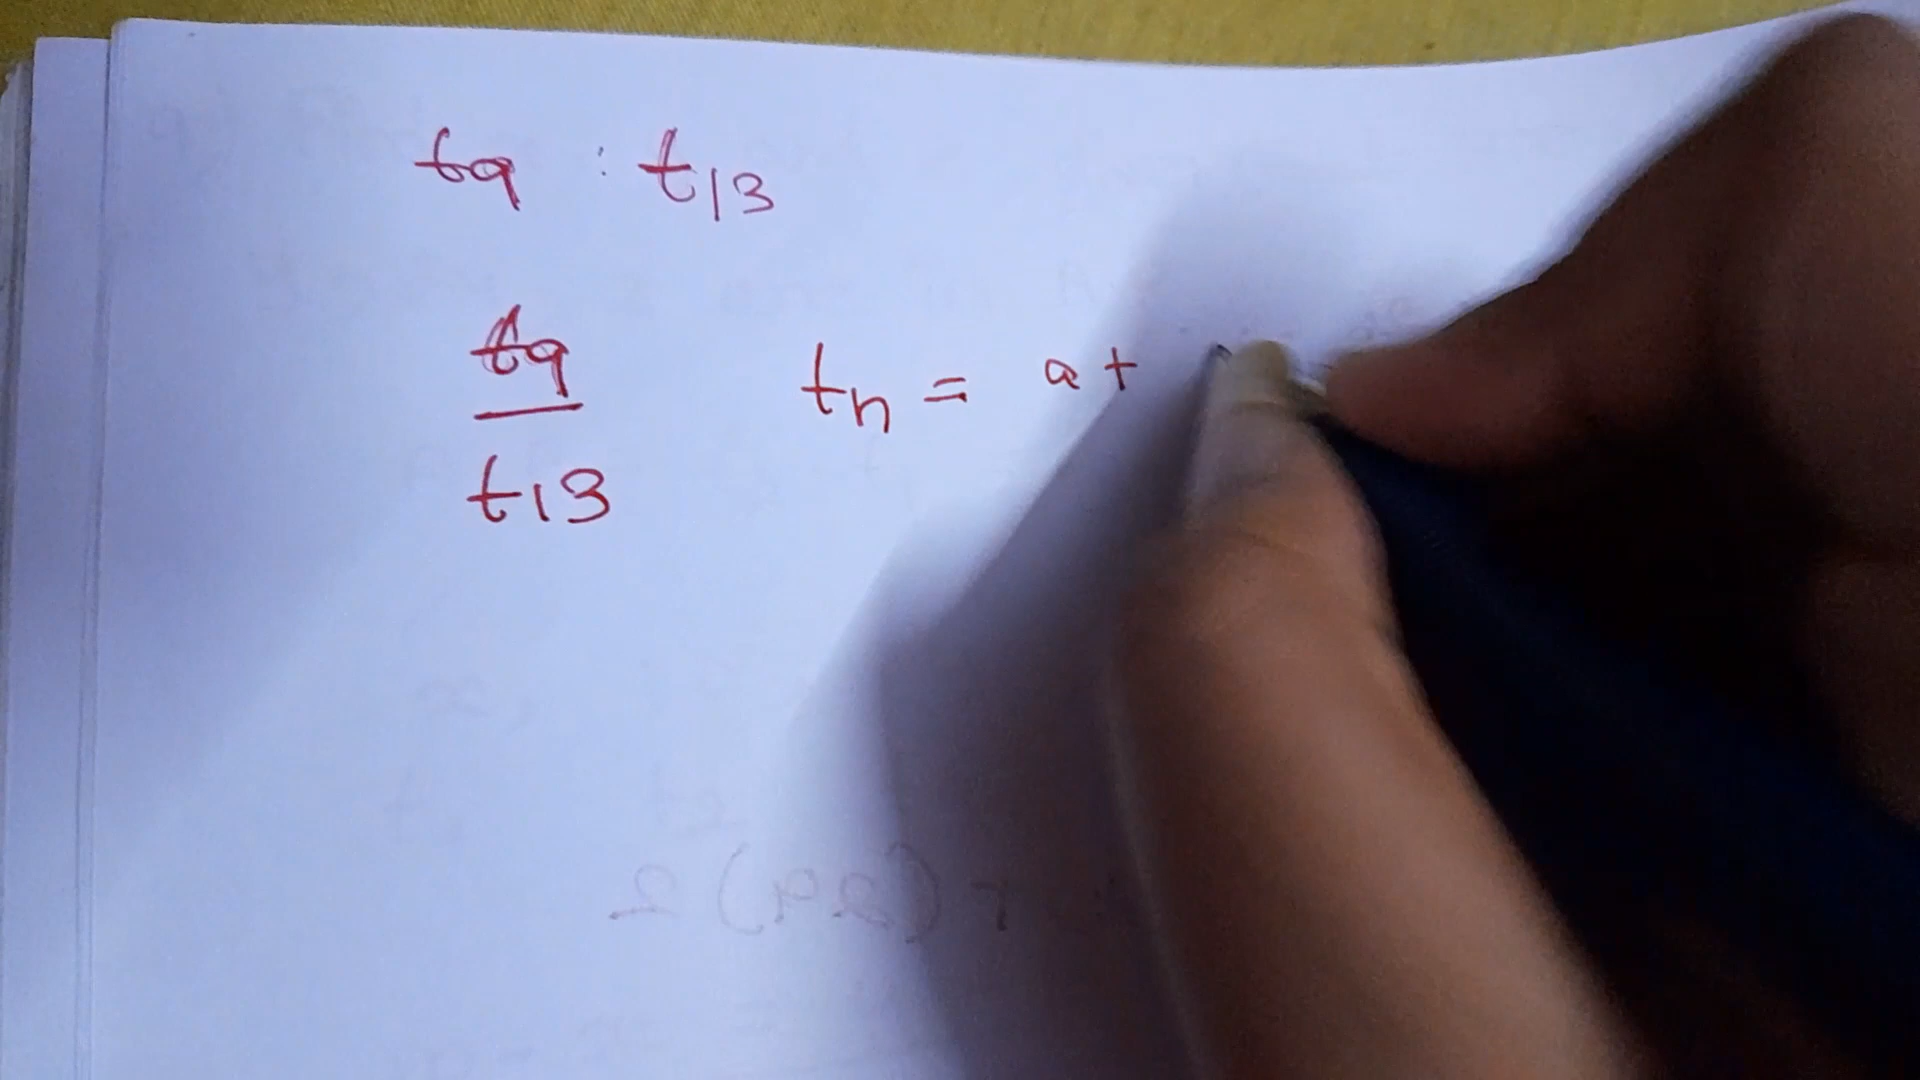 t9 : t13
t9
t13
tn = a +